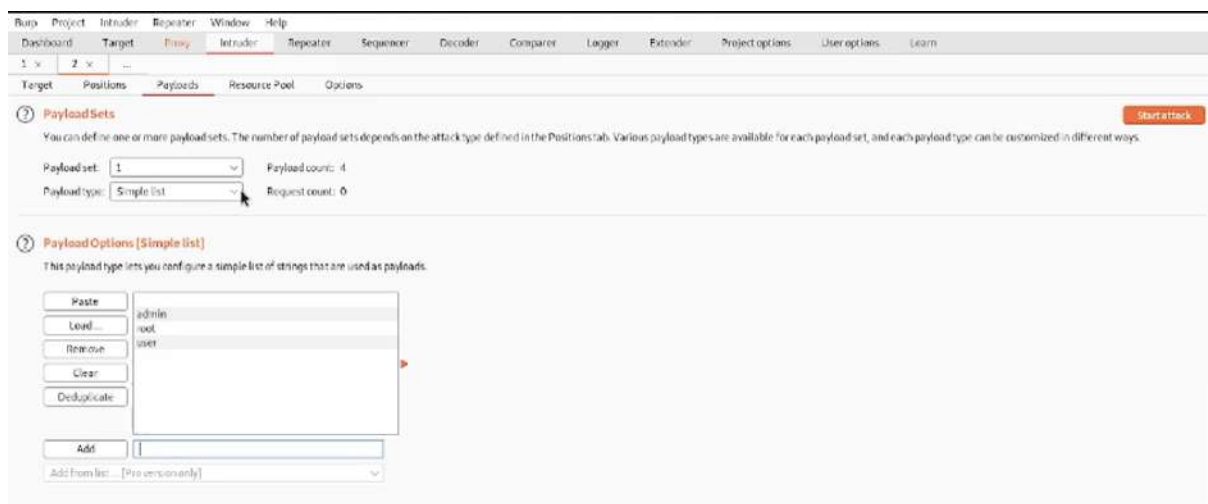 Burp Project Intruder Repeater Window Help
Dashboard Target Proxy Intruder Repeater Sequencer Decoder Comparer Logger Extender Project options User options Learn
1 × 2 × ...
Target Positions Payloads Resource Pool Options
? Payload Sets
Start attack
You can define one or more payload sets. The number of payload sets depends on the attack type defined in the Positions tab. Various payload types are available for each payload set, and each payload type can be customized in different ways.
Payload set: 1 Payload count: 4
Payload type: Simple list Request count: 0
? Payload Options [Simple list]
This payload type lets you configure a simple list of strings that are used as payloads.
Paste
admin
Load ...
root
Remove
user
Clear
Deduplicate
Add
Add from list ... [Pro version only]